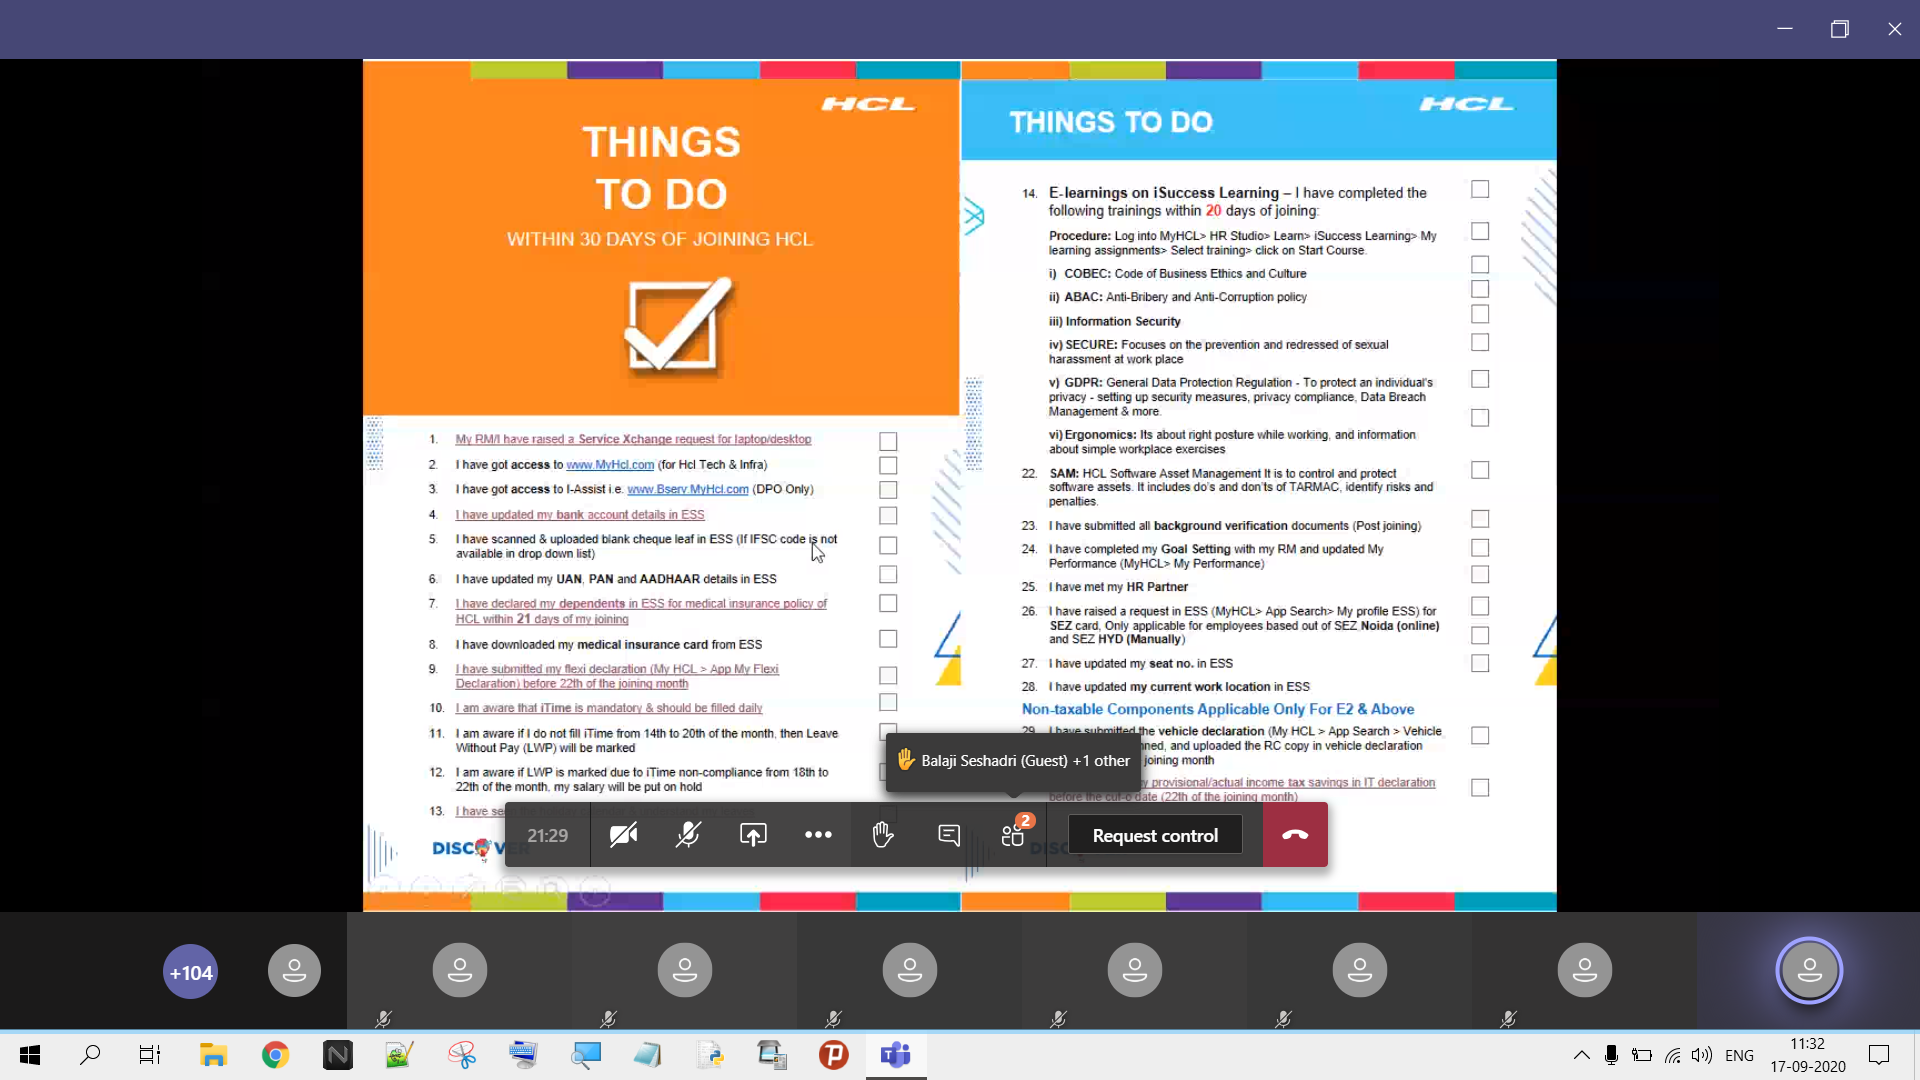 HCL
THINGS
TO DO
WITHIN 30 DAYS OF JOINING HCL
1. My RM/I have raised a Service Xchange request for laptop/desktop
2. I have got access to www.MyHcl.com (for Hcl Tech & Infra)
3. I have got access to I-Assist i.e. www.Bserv.MyHcl.com (DPO Only)
4. I have updated my bank account details in ESS
5. I have scanned & uploaded blank cheque leaf in ESS (If IFSC code is not
available in drop down list)
6. I have updated my UAN, PAN and AADHAAR details in ESS
7. I have declared my dependents in ESS for medical insurance policy of
HCL within 21 days of my joining
8. I have downloaded my medical insurance card from ESS
9. I have submitted my flexi declaration (My HCL > App My Flexi
Declaration) before 22th of the joining month
10. I am aware that iTime is mandatory & should be filled daily
11. I am aware if I do not fill iTime from 14th to 20th of the month, then Leave
Without Pay (LWP) will be marked
12. I am aware if LWP is marked due to iTime non-compliance from 18th to
22th of the month, my salary will be put on hold
13. I have
DISCOVER
HCL
THINGS TO DO
14. E-learnings on iSuccess Learning – I have completed the
following trainings within 20 days of joining:
Procedure: Log into MyHCL> HR Studio> Learn> iSuccess Learning> My
learning assignments> Select training> click on Start Course.
i) COBEC: Code of Business Ethics and Culture
ii) ABAC: Anti-Bribery and Anti-Corruption policy
iii) Information Security
iv) SECURE: Focuses on the prevention and redressed of sexual
harassment at work place
v) GDPR: General Data Protection Regulation - To protect an individual's
privacy - setting up security measures, privacy compliance, Data Breach
Management & more.
vi) Ergonomics: Its about right posture while working, and information
about simple workplace exercises
22. SAM: HCL Software Asset Management It is to control and protect
software assets. It includes do's and don'ts of TARMAC, identify risks and
penalties.
23. I have submitted all background verification documents (Post joining)
24. I have completed my Goal Setting with my RM and updated My
Performance (MyHCL> My Performance)
25. I have met my HR Partner
26. I have raised a request in ESS (MyHCL> App Search> My profile ESS) for
SEZ card, Only applicable for employees based out of SEZ Noida (online)
and SEZ HYD (Manually)
27. I have updated my seat no. in ESS
28. I have updated my current work location in ESS
Non-taxable Components Applicable Only For E2 & Above
29. I have submitted the vehicle declaration (My HCL > App Search > Vehicle
and uploaded the RC copy in vehicle declaration
joining month
provisional/actual income tax savings in IT declaration
before the cut-o date (22th of the joining month)
Balaji Seshadri (Guest) +1 other
21:29
2
Request control
+104
ENG
11:32
17-09-2020